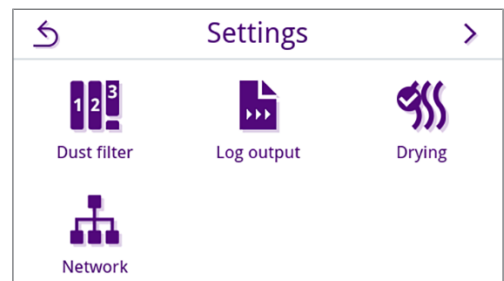 Settings
1 2 3
Dust filter
Log output
Drying
Network